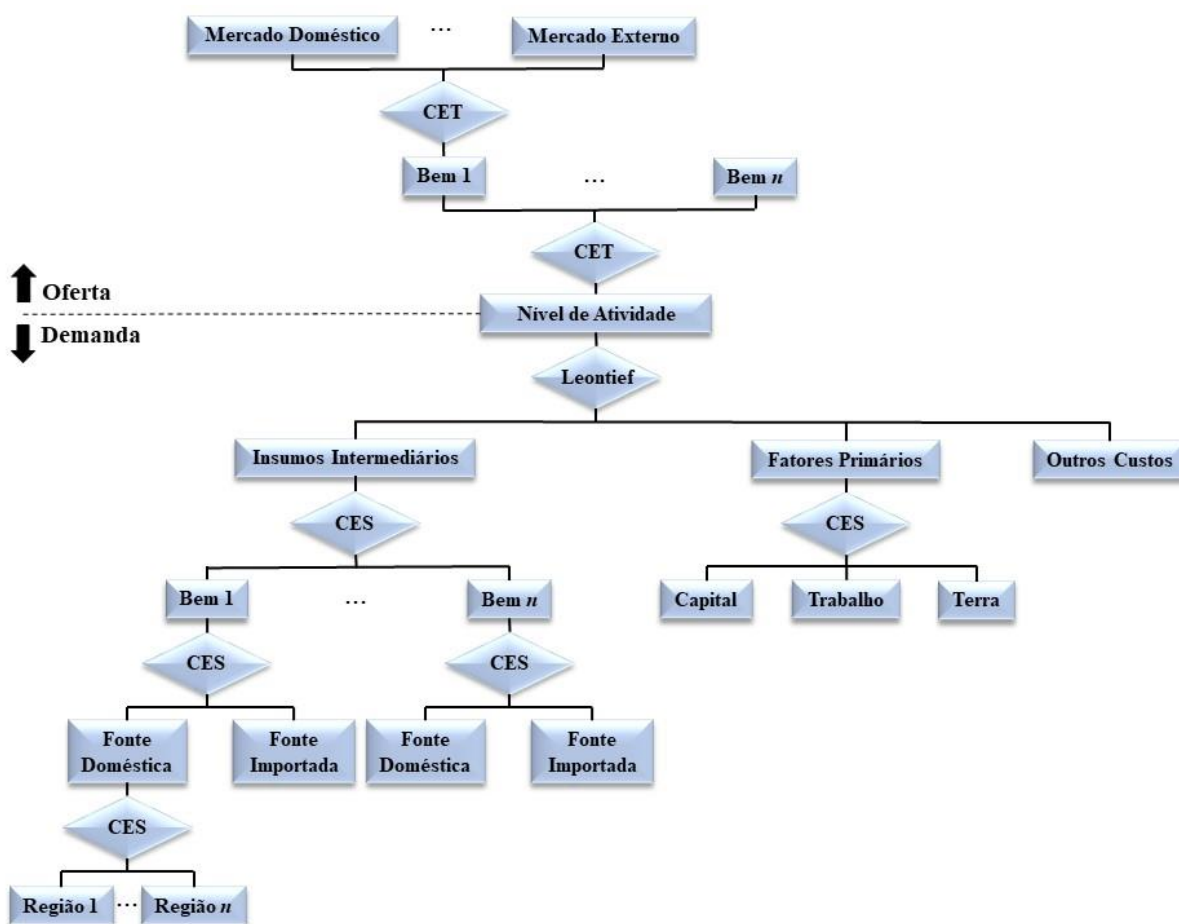 Mercado Doméstico
...
Mercado Externo
CET
Bem 1
...
Bem n
CET
Oferta
Nível de Atividade
Demanda
Leontief
Insumos Intermediários
Fatores Primários
Outros Custos
CES
CES
Bem 1
...
Bem n
Capital
Trabalho
Terra
CES
CES
Fonte
Doméstica
Fonte
Importada
Fonte
Doméstica
Fonte
Importada
CES
Região 1
...
Região n